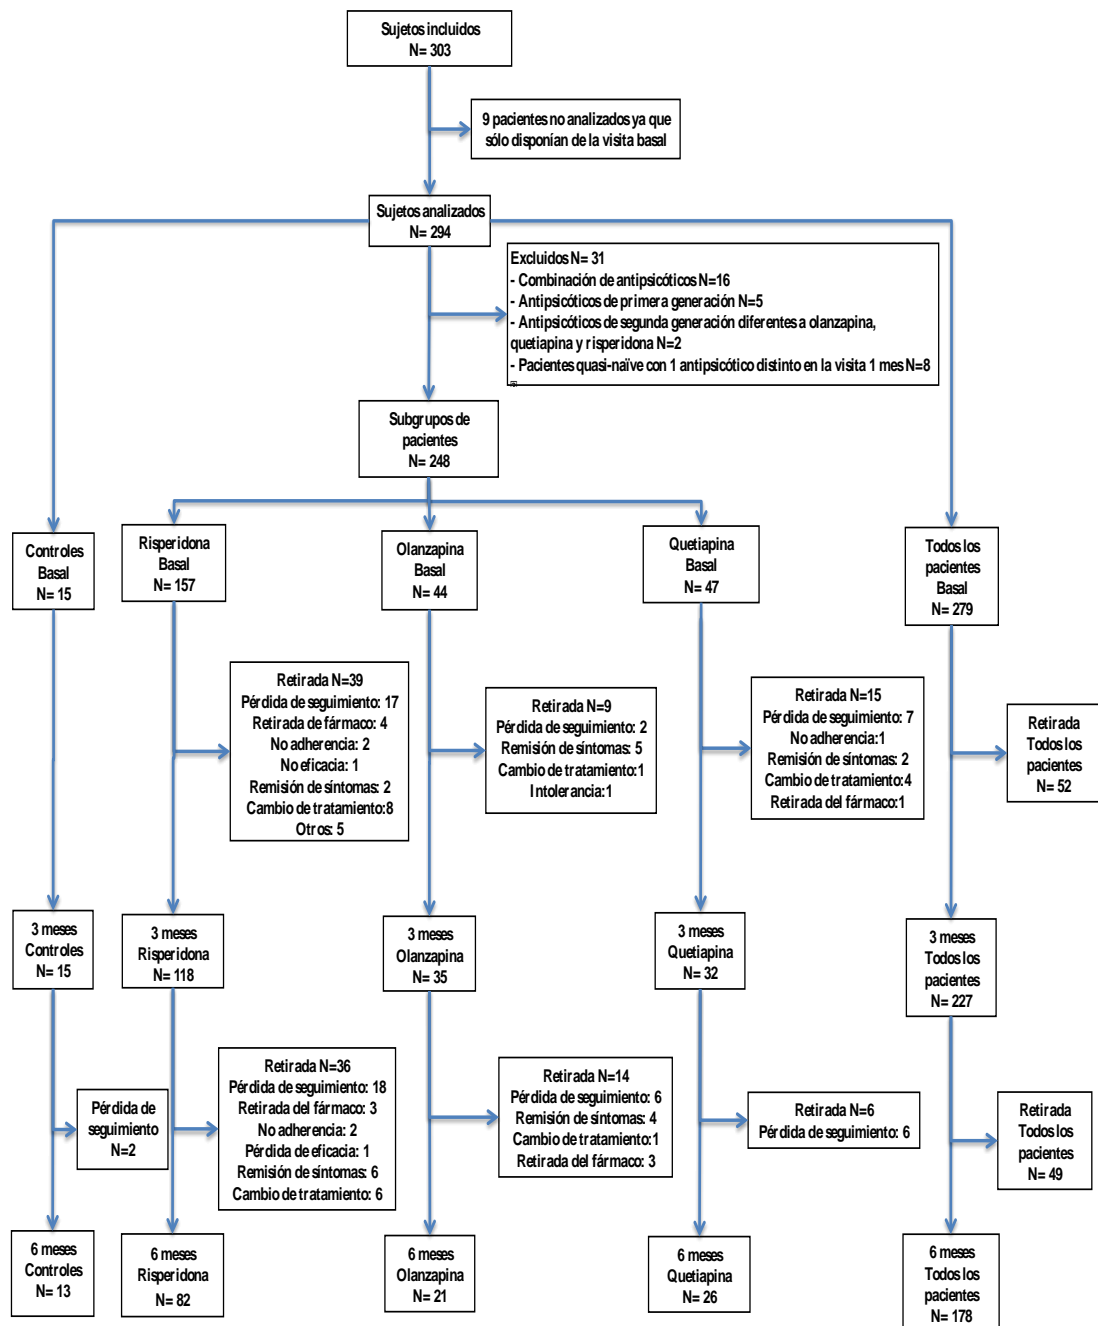 Sujetos incluidos
N= 303
9 pacientes no analizados ya que
sólo disponían de la visita basal
Sujetos analizados
N= 294
Excluidos N= 31
- Combinación de antipsicóticos N=16
- Antipsicóticos de primera generación N=5
- Antipsicóticos de segunda generación diferentes a olanzapina,
quetiapina y risperidona N=2
- Pacientes quasi-naïve con 1 antipsicótico distinto en la visita 1 mes N=8
Subgrupos de
pacientes
N= 248
Controles
Basal
N= 15
Risperidona
Basal
N= 157
Olanzapina
Basal
N= 44
Quetiapina
Basal
N= 47
Todos los
pacientes
Basal
N= 279
Retirada N=39
Pérdida de seguimiento: 17
Retirada de fármaco: 4
No adherencia: 2
No eficacia: 1
Remisión de síntomas: 2
Cambio de tratamiento:8
Otros: 5
Retirada N=9
Pérdida de seguimiento: 2
Remisión de síntomas: 5
Cambio de tratamiento:1
Intolerancia:1
Retirada N=15
Pérdida de seguimiento: 7
No adherencia:1
Remisión de síntomas: 2
Cambio de tratamiento:4
Retirada del fármaco:1
Retirada
Todos los
pacientes
N= 52
3 meses
Controles
N= 15
3 meses
Risperidona
N= 118
3 meses
Olanzapina
N= 35
3 meses
Quetiapina
N= 32
3 meses
Todos los
pacientes
N= 227
Pérdida de
seguimiento
N=2
Retirada N=36
Pérdida de seguimiento: 18
Retirada del fármaco: 3
No adherencia: 2
Pérdida de eficacia: 1
Remisión de síntomas: 6
Cambio de tratamiento: 6
Retirada N=14
Pérdida de seguimiento: 6
Remisión de síntomas: 4
Cambio de tratamiento:1
Retirada del fármaco: 3
Retirada N=6
Pérdida de seguimiento: 6
Retirada
Todos los
pacientes
N= 49
6 meses
Controles
N= 13
6 meses
Risperidona
N= 82
6 meses
Olanzapina
N= 21
6 meses
Quetiapina
N= 26
6 meses
Todos los
pacientes
N= 178